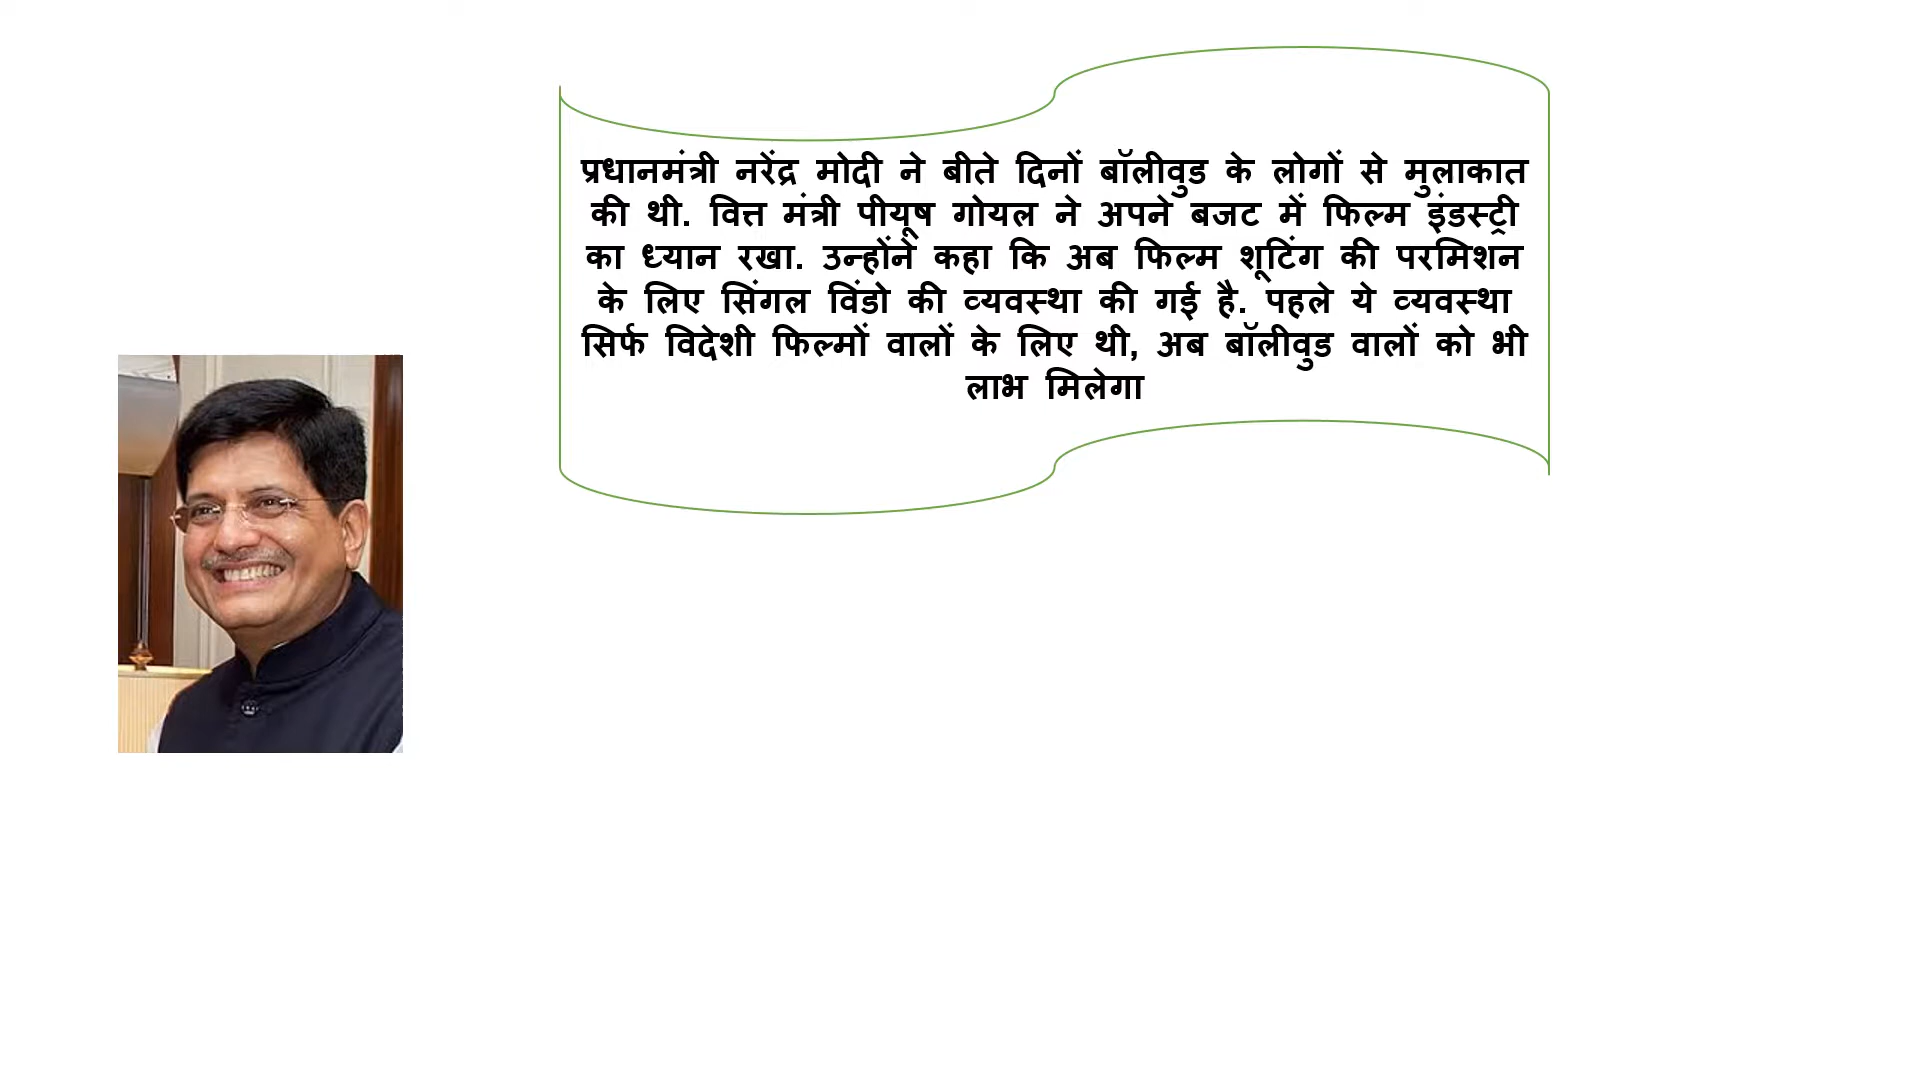 प्रधानमंत्री नरेंद्र मोदी ने बीते दिनों बॉलीवुड के लोगों से मुलाकात
की थी. वित्त मंत्री पीयूष गोयल ने अपने बजट में फिल्म इंडस्ट्री
का ध्यान रखा. उन्होंने कहा कि अब फिल्म शूटिंग की परमिशन
के लिए सिंगल विंडो की व्यवस्था की गई है. पहले ये व्यवस्था
सिर्फ विदेशी फिल्मों वालों के लिए थी, अब बॉलीवुड वालों को भी
लाभ मिलेगा